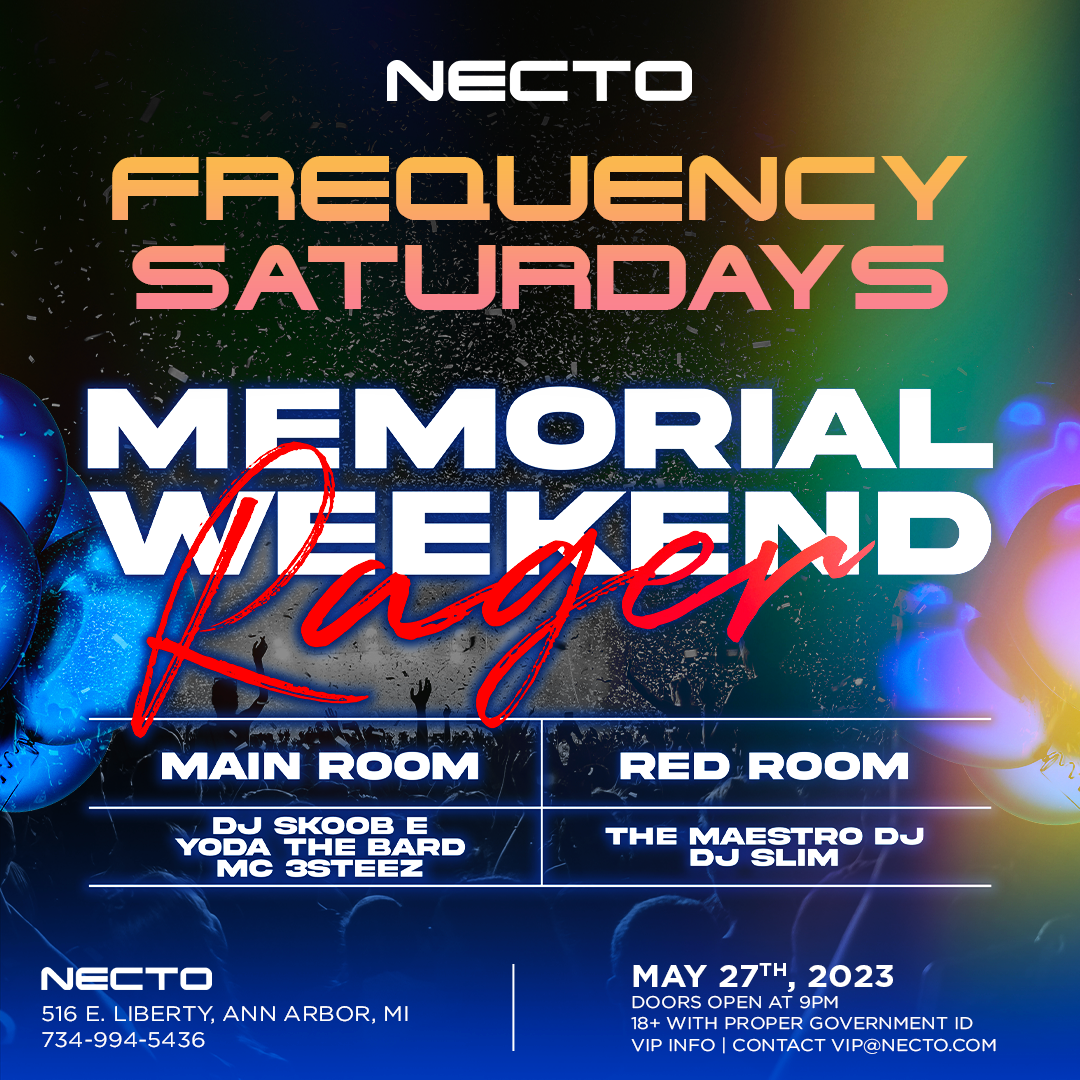 NECTO
FREQUENCY
SATURDAYS
MEMORIAL
WEEKEND
Rager
MAIN ROOM
DJ SKOOB E
YODA THE BARD
MC 3STEEZ
RED ROOM
THE MAESTRO DJ
DJ SLIM
NECTO
516 E. LIBERTY, ANN ARBOR, MI
734-994-5436
MAY 27TH, 2023
DOORS OPEN AT 9PM
18+ WITH PROPER GOVERNMENT ID
VIP INFO | CONTACT VIP@NECTO.COM